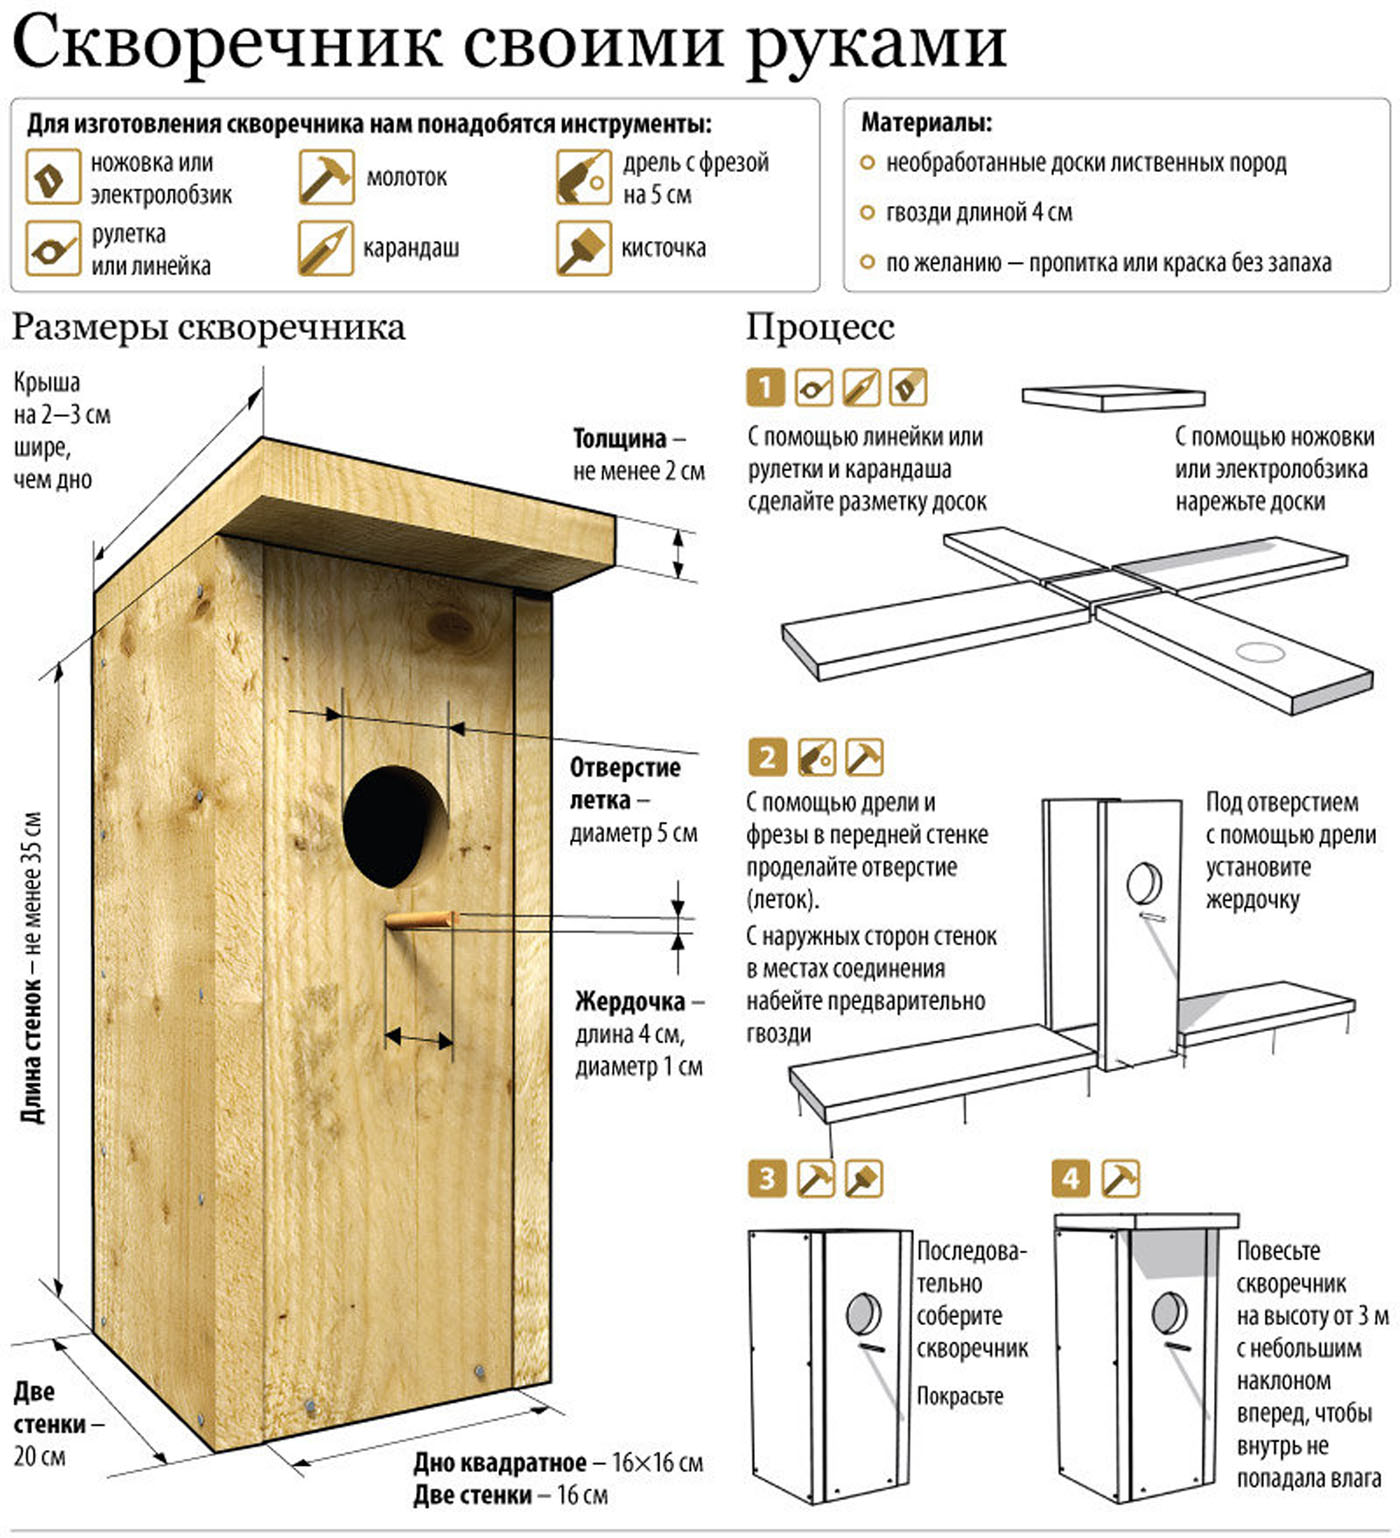 Скворечник своими руками
Для изготовления скворечника нам понадобятся инструменты:
ножовка или
электролобзик
молоток
дрель с фрезой
на 5 см
рулетка
или линейка
карандаш
кисточка
Материалы:
необработанные доски лиственных пород
гвозди длиной 4 см
по желанию – пропитка или краска без запаха
Размеры скворечника
Крыша
на 2–3 см
шире,
чем дно
Толщина –
не менее 2 см
Отверстие
летка –
диаметр 5 см
Жердочка –
длина 4 см,
диаметр 1 см
Длина стенок – не менее 35 см
Две
стенки –
20 см
Дно квадратное – 16×16 см
Две стенки – 16 см
Процесс
1
С помощью линейки или
рулетки и карандаша
сделайте разметку досок
С помощью ножовки
или электролобзика
нарежьте доски
2
С помощью дрели и
фрезы в передней стенке
проделайте отверстие
(леток).
С наружных сторон стенок
в местах соединения
набейте предварительно
гвозди
Под отверстием
с помощью дрели
установите
жердочку
3
Последова-
тельно
соберите
скворечник
Покрасьте
4
Повесьте
скворечник
на высоту от 3 м
с небольшим
наклоном
вперед, чтобы
внутрь не
попадала влага